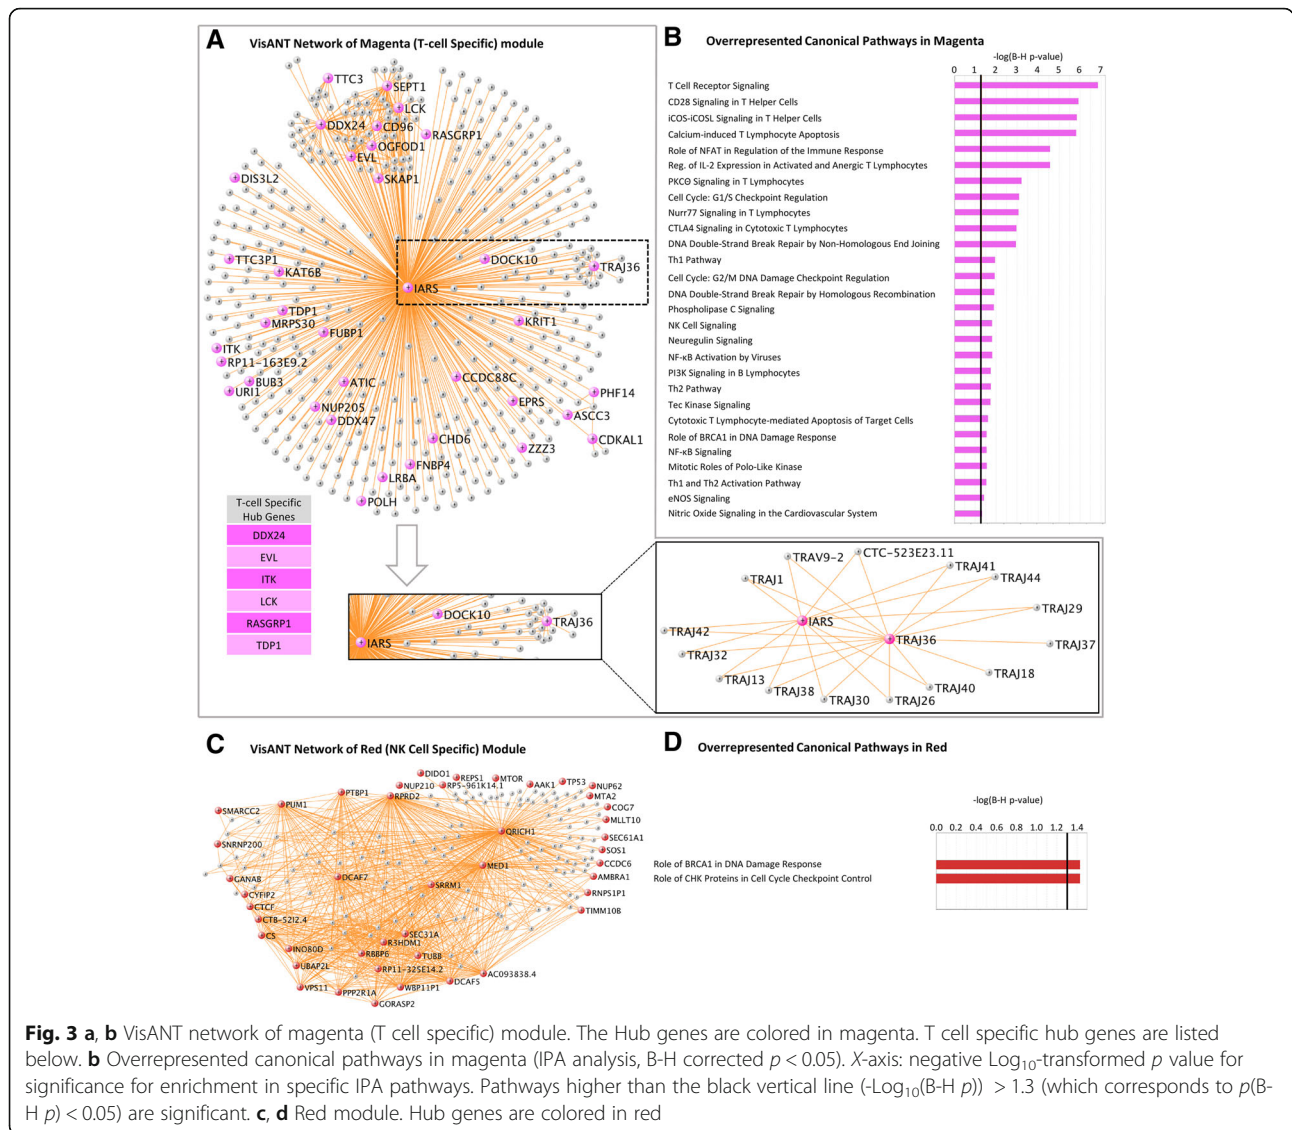 A
VisANT Network of Magenta (T-cell Specific) module
TTC3
SEPT1
LCK
DDX24
CD96
RASGRP1
OGFOD1
EVL
SKAP1
DIS3L2
TTC3P1
KAT6B
DOCK10
TRAJ36
IARS
TDP1
MRPS30
FUBP1
KRIT1
ITK
RP11-163E9.2
BUB3
URI1
ATIC
CCDC88C
NUP205
DDX47
EPRS
PHF14
ASCC3
CDKAL1
CHD6
ZZZ3
FNBP4
LRBA
POLH
T-cell Specific
Hub Genes
DDX24
EVL
ITK
LCK
RASGRP1
TDP1
DOCK10
TRAJ36
IARS
B
Overrepresented Canonical Pathways in Magenta
-log(B-H p-value)
0 1 2 3 4 5 6 7
T Cell Receptor Signaling
CD28 Signaling in T Helper Cells
iCOS-iCOSL Signaling in T Helper Cells
Calcium-induced T Lymphocyte Apoptosis
Role of NFAT in Regulation of the Immune Response
Reg. of IL-2 Expression in Activated and Anergic T Lymphocytes
PKCΘ Signaling in T Lymphocytes
Cell Cycle: G1/S Checkpoint Regulation
Nurr77 Signaling in T Lymphocytes
CTLA4 Signaling in Cytotoxic T Lymphocytes
DNA Double-Strand Break Repair by Non-Homologous End Joining
Th1 Pathway
Cell Cycle: G2/M DNA Damage Checkpoint Regulation
DNA Double-Strand Break Repair by Homologous Recombination
Phospholipase C Signaling
NK Cell Signaling
Neuregulin Signaling
NF-κB Activation by Viruses
PI3K Signaling in B Lymphocytes
Th2 Pathway
Tec Kinase Signaling
Cytotoxic T Lymphocyte-mediated Apoptosis of Target Cells
Role of BRCA1 in DNA Damage Response
NF-κB Signaling
Mitotic Roles of Polo-Like Kinase
Th1 and Th2 Activation Pathway
eNOS Signaling
Nitric Oxide Signaling in the Cardiovascular System
TRAV9-2
CTC-523E23.11
TRAJ41
TRAJ1
TRAJ44
TRAJ29
IARS
TRAJ42
TRAJ36
TRAJ37
TRAJ32
TRAJ18
TRAJ13
TRAJ38
TRAJ40
TRAJ30
TRAJ26
C
VisANT Network of Red (NK Cell Specific) Module
DIDO1
REPS1
MTOR
TP53
NUP210
RP5-961K14.1
AAK1
NUP62
PTBP1
RPRD2
MTA2
PUM1
COG7
SMARCC2
MLLT10
QRICH1
SEC61A1
SNRNP200
SOS1
MED1
CCDC6
DCAF7
AMBRA1
GANAB
SRRM1
CYFIP2
RNPS1P1
CTCF
TIMM10B
CTB-52I2.4
CS
SEC31A
R3HDM1
INO80D
RBBP6
TUBB
UBAP2L
RP11-325E14.2
AC093838.4
DCAF5
VPS11
PPP2R1A
WBP11P1
GORASP2
D
Overrepresented Canonical Pathways in Red
-log(B-H p-value)
0.0 0.2 0.4 0.6 0.8 1.0 1.2 1.4
Role of BRCA1 in DNA Damage Response
Role of CHK Proteins in Cell Cycle Checkpoint Control
Fig. 3 a, b VisANT network of magenta (T cell specific) module. The Hub genes are colored in magenta. T cell specific hub genes are listed
below. b Overrepresented canonical pathways in magenta (IPA analysis, B-H corrected p < 0.05). X-axis: negative Log10-transformed p value for
significance for enrichment in specific IPA pathways. Pathways higher than the black vertical line (-Log10(B-H p)) > 1.3 (which corresponds to p(B-
H p) < 0.05) are significant. c, d Red module. Hub genes are colored in red